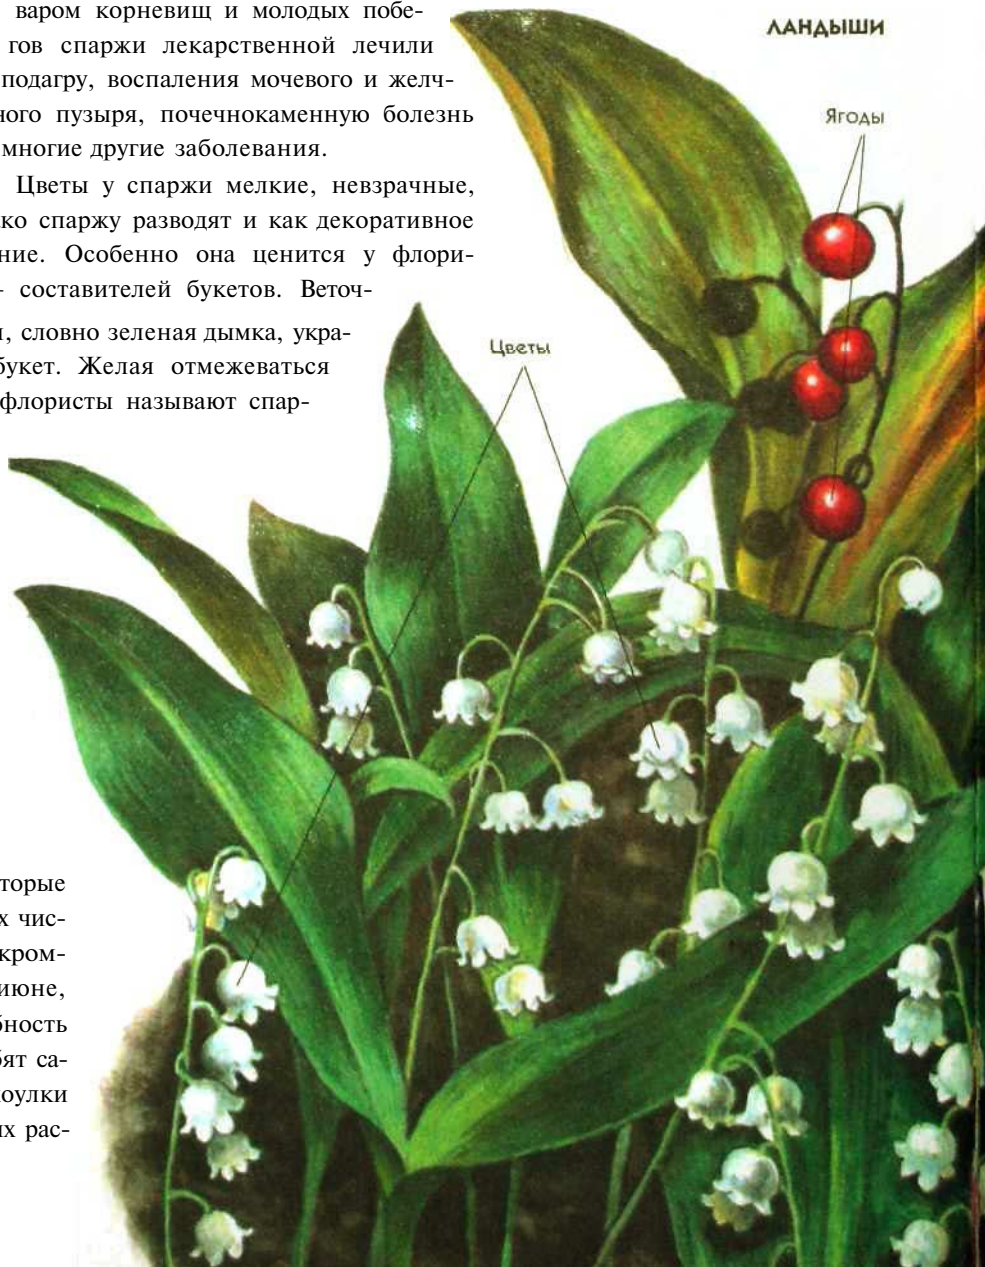 варом корневищ и молодых побе-
гов спаржи лекарственной лечили
подагру, воспаления мочевого и желч-
ного пузыря, почечнокаменную болезнь
многие другие заболевания.
Цветы у спаржи мелкие, невзрачные,
ко спаржу разводят и как декоративное
ние. Особенно она ценится у флори-
- составителей букетов. Веточ-
, словно зеленая дымка, укра-
букет. Желая отмежеваться
флористы называют спар-
ЛАНДЫШИ
Ягоды
Цветы
торые
х чис-
кром-
июне,
бность
бят са-
оулки
их рас-